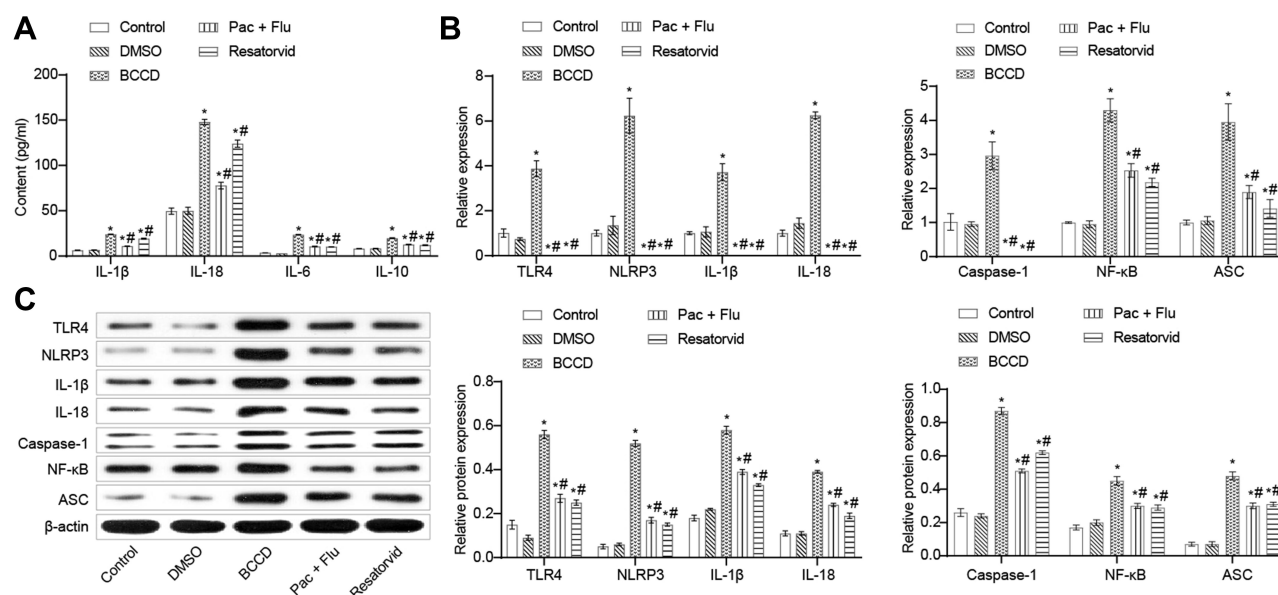 A
Control
DMSO
BCCD
Pac + Flu
Resatorvid
Content (pg/ml)
200
150
100
50
0
* *# *#
* *# *#
* *# *#
* *# *#
IL-1β IL-18 IL-6 IL-10
B
Control
DMSO
BCCD
Pac + Flu
Resatorvid
Relative expression
8
6
4
2
0
* *# *#
* *# *#
* *# *#
* *# *#
TLR4 NLRP3 IL-1β IL-18
Control
DMSO
BCCD
Pac + Flu
Resatorvid
Relative expression
5
4
3
2
1
0
* *# *#
* *# *#
* *# *#
Caspase-1 NF-κB ASC
C
TLR4
NLRP3
IL-1β
IL-18
Caspase-1
NF-κB
ASC
β-actin
Control DMSO BCCD Pac + Flu Resatorvid
Control
DMSO
BCCD
Pac + Flu
Resatorvid
Relative protein expression
0.8
0.6
0.4
0.2
0.0
* *# *#
* *# *#
* *# *#
* *# *#
TLR4 NLRP3 IL-1β IL-18
Control
DMSO
BCCD
Pac + Flu
Resatorvid
Relative protein expression
1.0
0.8
0.6
0.4
0.2
0.0
* *# *#
* *# *#
* *# *#
Caspase-1 NF-κB ASC